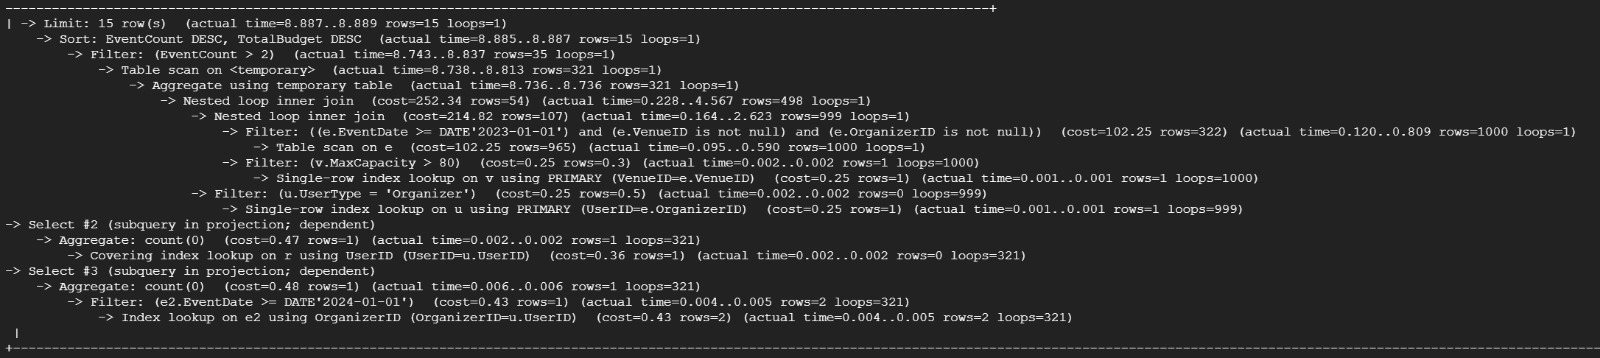 | -> Limit: 15 row(s)  (actual time=8.887..8.889 rows=15 loops=1)
    -> Sort: EventCount DESC, TotalBudget DESC  (actual time=8.885..8.887 rows=15 loops=1)
        -> Filter: (EventCount > 2)  (actual time=8.743..8.837 rows=35 loops=1)
            -> Table scan on <temporary>  (actual time=8.738..8.813 rows=321 loops=1)
                -> Aggregate using temporary table  (actual time=8.736..8.736 rows=321 loops=1)
                    -> Nested loop inner join  (cost=252.34 rows=54) (actual time=0.228..4.567 rows=498 loops=1)
                        -> Nested loop inner join  (cost=214.82 rows=107) (actual time=0.164..2.623 rows=999 loops=1)
                            -> Filter: ((e.EventDate >= DATE'2023-01-01') and (e.VenueID is not null) and (e.OrganizerID is not null))  (cost=102.25 rows=322) (actual time=0.120..0.809 rows=1000 loops=1)
                                -> Table scan on e  (cost=102.25 rows=965) (actual time=0.095..0.590 rows=1000 loops=1)
                            -> Filter: (v.MaxCapacity > 80)  (cost=0.25 rows=0.3) (actual time=0.002..0.002 rows=1 loops=1000)
                                -> Single-row index lookup on v using PRIMARY (VenueID=e.VenueID)  (cost=0.25 rows=1) (actual time=0.001..0.001 rows=1 loops=1000)
                        -> Filter: (u.UserType = 'Organizer')  (cost=0.25 rows=0.5) (actual time=0.002..0.002 rows=0 loops=999)
                            -> Single-row index lookup on u using PRIMARY (UserID=e.OrganizerID)  (cost=0.25 rows=1) (actual time=0.001..0.001 rows=1 loops=999)
-> Select #2 (subquery in projection; dependent)
    -> Aggregate: count(0)  (cost=0.47 rows=1) (actual time=0.002..0.002 rows=1 loops=321)
        -> Covering index lookup on r using UserID (UserID=u.UserID)  (cost=0.36 rows=1) (actual time=0.002..0.002 rows=0 loops=321)
-> Select #3 (subquery in projection; dependent)
    -> Aggregate: count(0)  (cost=0.48 rows=1) (actual time=0.006..0.006 rows=1 loops=321)
        -> Filter: (e2.EventDate >= DATE'2024-01-01')  (cost=0.43 rows=1) (actual time=0.004..0.005 rows=2 loops=321)
            -> Index lookup on e2 using OrganizerID (OrganizerID=u.UserID)  (cost=0.43 rows=2) (actual time=0.004..0.005 rows=2 loops=321)
 |